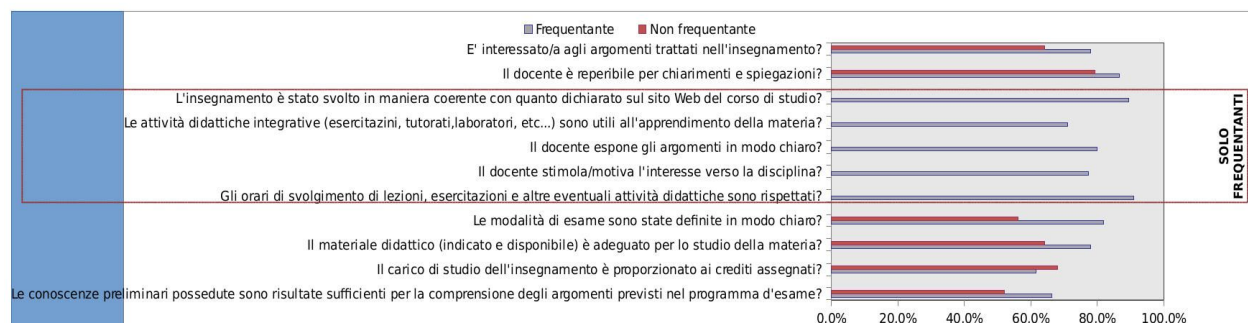 Frequentante Non frequentante
E' interessato/a agli argomenti trattati nell'insegnamento?
Il docente è reperibile per chiarimenti e spiegazioni?
L'insegnamento è stato svolto in maniera coerente con quanto dichiarato sul sito Web del corso di studio?
Le attività didattiche integrative (esercitazini, tutorati,laboratori, etc...) sono utili all'apprendimento della materia?
Il docente espone gli argomenti in modo chiaro?
Il docente stimola/motiva l'interesse verso la disciplina?
Gli orari di svolgimento di lezioni, esercitazioni e altre eventuali attività didattiche sono rispettati?
SOLO
FREQUENTANTI
Le modalità di esame sono state definite in modo chiaro?
Il materiale didattico (indicato e disponibile) è adeguato per lo studio della materia?
Il carico di studio dell'insegnamento è proporzionato ai crediti assegnati?
Le conoscenze preliminari possedute sono risultate sufficienti per la comprensione degli argomenti previsti nel programma d'esame?
0.0% 20.0% 40.0% 60.0% 80.0% 100.0%